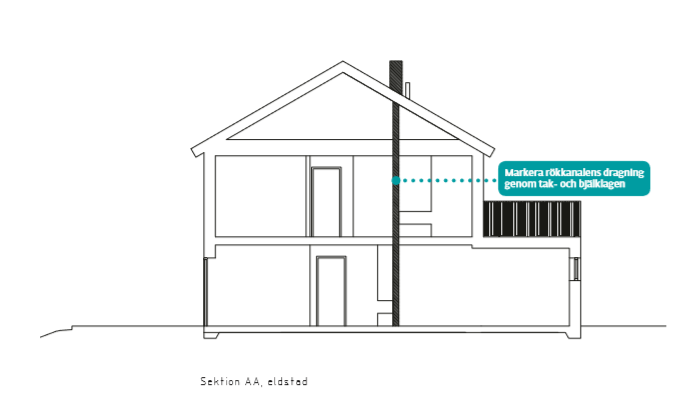 Markera rökkanalens dragning
genom tak- och bjälklagen
Sektion AA, eldstad